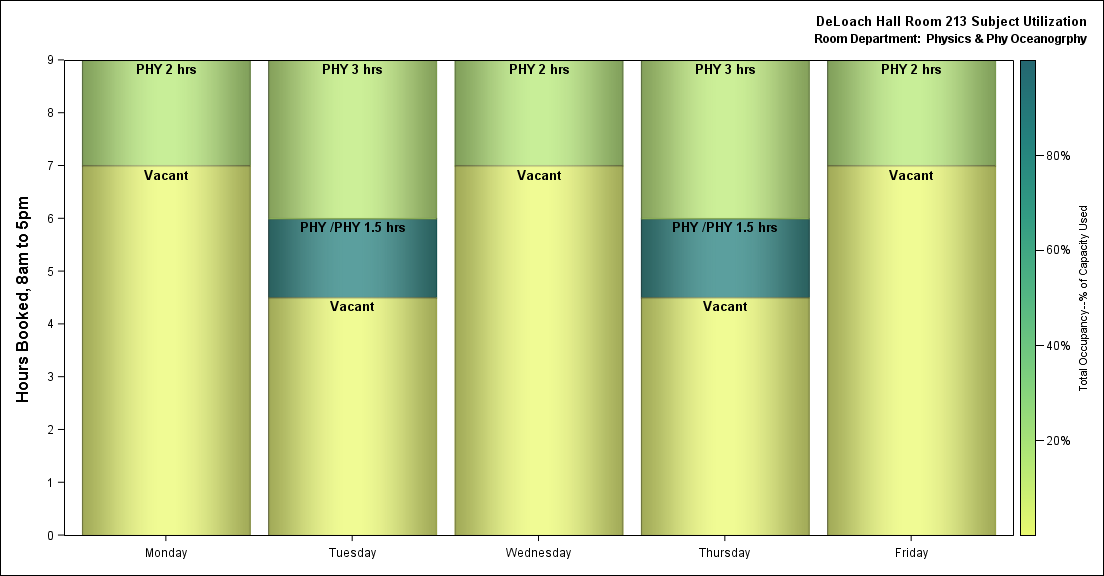 DeLoach Hall Room 213 Subject Utilization
Room Department: Physics & Phy Oceanogrphy
Hours Booked, 8am to 5pm
9
8
7
6
5
4
3
2
1
0
PHY 2 hrs
Vacant
Monday
PHY 3 hrs
PHY /PHY 1.5 hrs
Vacant
Tuesday
PHY 2 hrs
Vacant
Wednesday
PHY 3 hrs
PHY /PHY 1.5 hrs
Vacant
Thursday
PHY 2 hrs
Vacant
Friday
80%
60%
40%
20%
Total Occupancy--% of Capacity Used